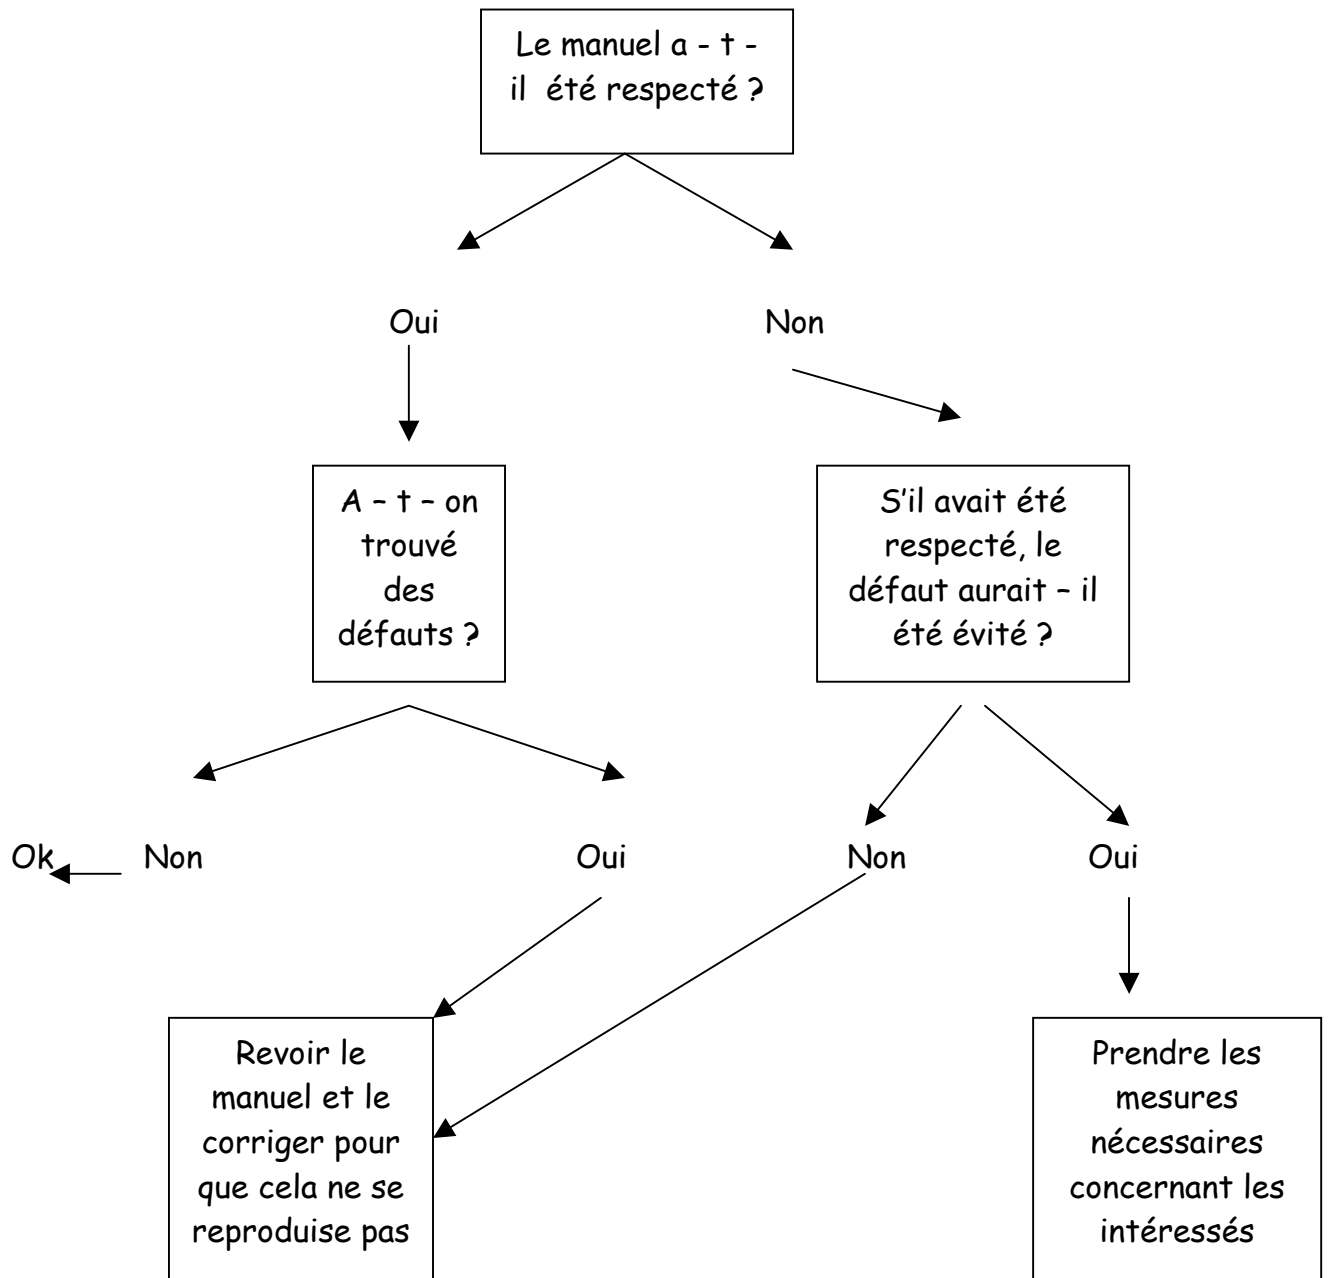 Le manuel a - t -
il été respecté ?
Oui
Non
A – t – on
trouvé
des
défauts ?
S'il avait été
respecté, le
défaut aurait – il
été évité ?
Ok
Non
Oui
Non
Oui
Revoir le
manuel et le
corriger pour
que cela ne se
reproduise pas
Prendre les
mesures
nécessaires
concernant les
intéressés